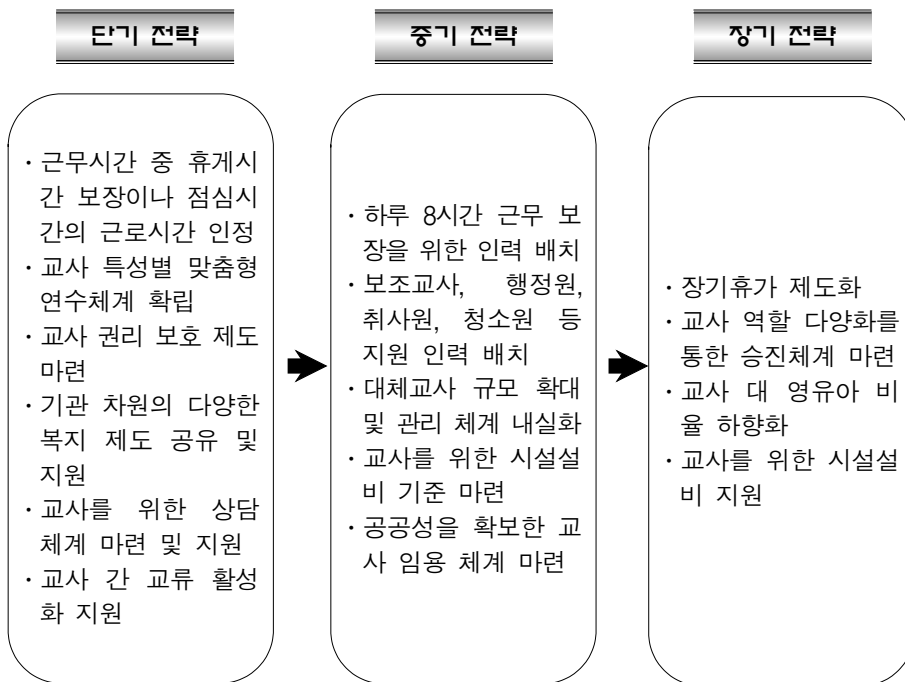 단기 전략
· 근무시간 중 휴게시
간 보장이나 점심시
간의 근로시간 인정
· 교사 특성별 맞춤형
연수체계 확립
· 교사 권리 보호 제도
마련
· 기관 차원의 다양한
복지 제도 공유 및
지원
· 교사를 위한 상담
체계 마련 및 지원
· 교사 간 교류 활성
화 지원
중기 전략
· 하루 8시간 근무 보
장을 위한 인력 배치
· 보조교사, 행정원,
취사원, 청소원 등
지원 인력 배치
· 대체교사 규모 확대
및 관리 체계 내실화
· 교사를 위한 시설설
비 기준 마련
· 공공성을 확보한 교
사 임용 체계 마련
장기 전략
· 장기휴가 제도화
· 교사 역할 다양화를
통한 승진체계 마련
· 교사 대 영유아 비
율 하향화
· 교사를 위한 시설설
비 지원